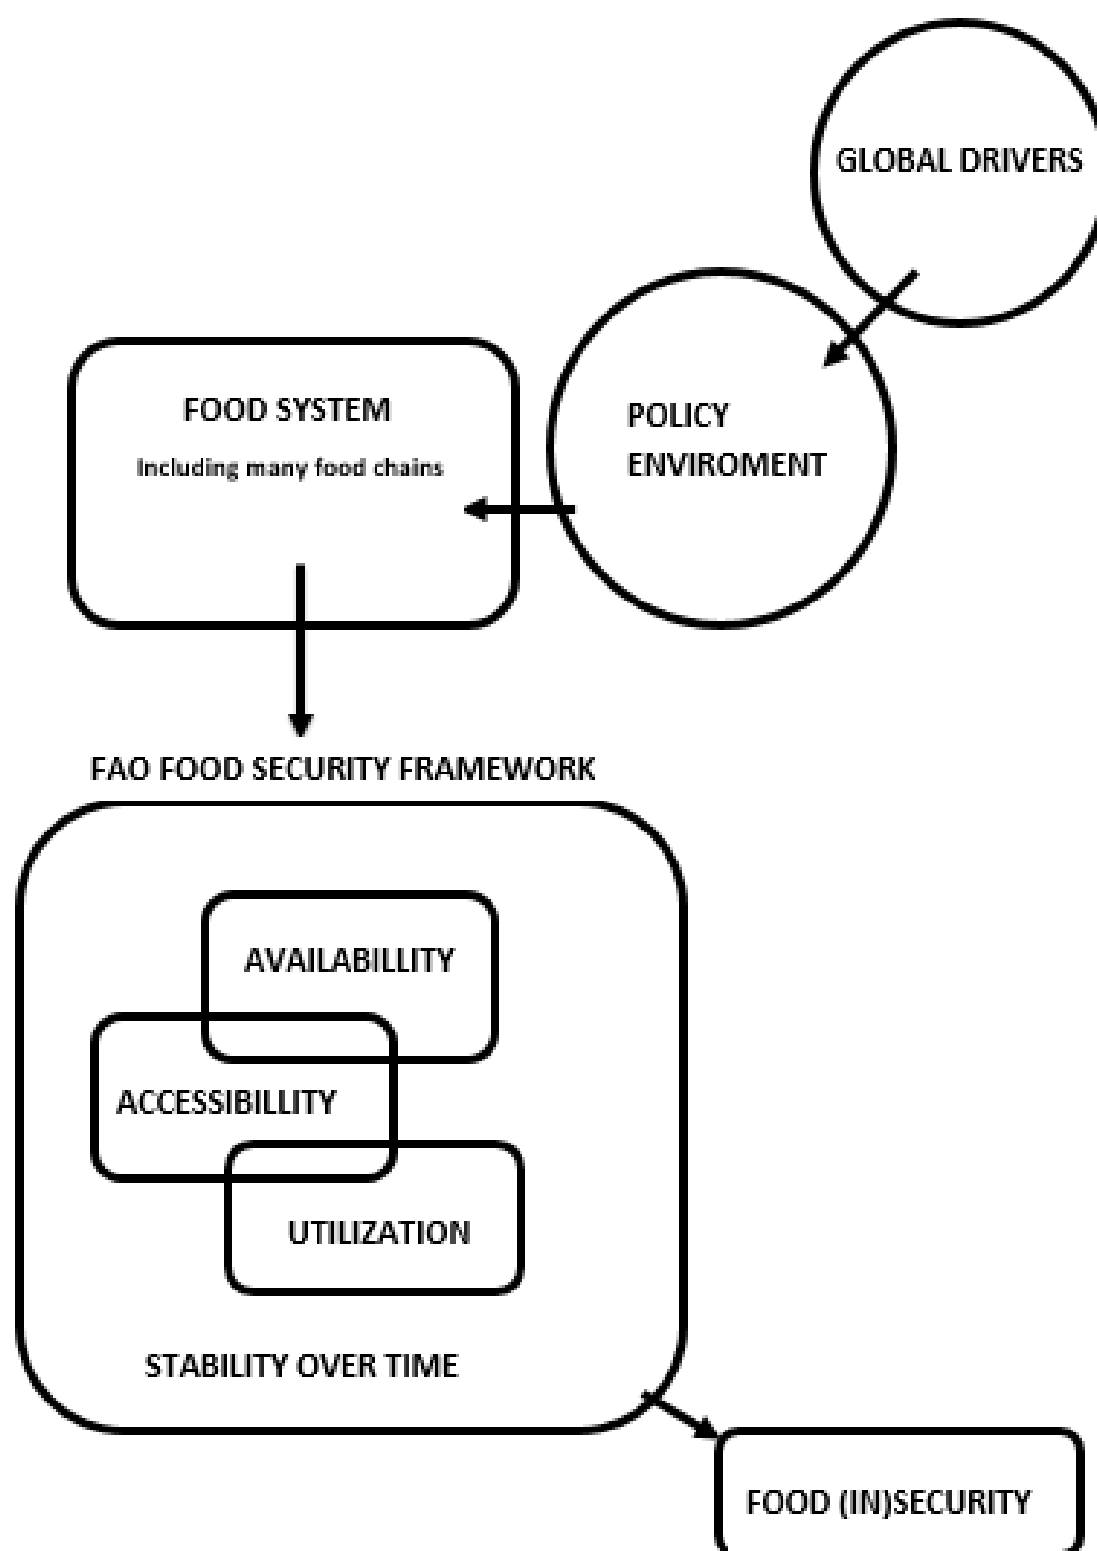 GLOBAL DRIVERS
POLICY
ENVIROMENT
FOOD SYSTEM
Including many food chains
FAO FOOD SECURITY FRAMEWORK
AVAILABILLITY
ACCESSIBILLITY
UTILIZATION
STABILITY OVER TIME
FOOD (IN)SECURITY